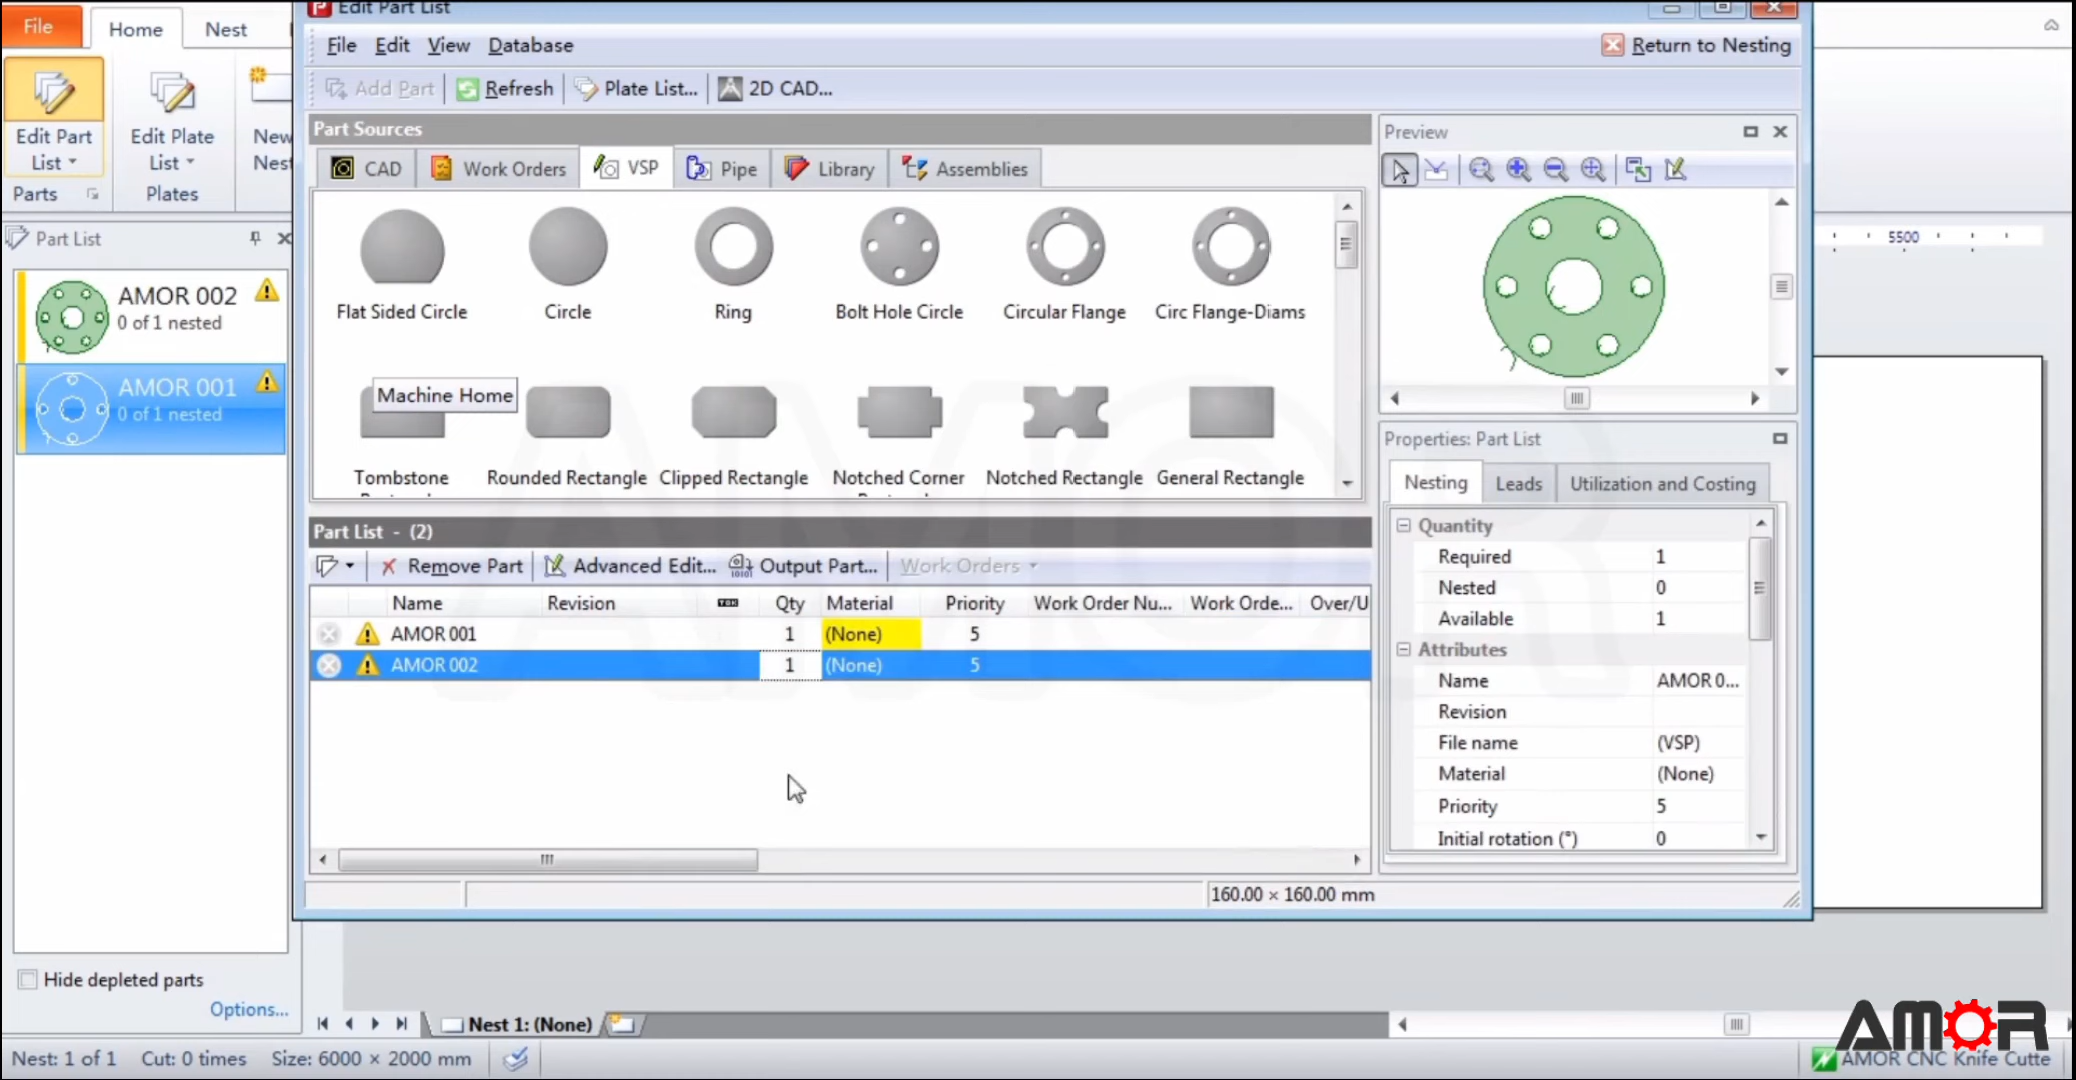 Edit Part List
File
Home
Nest
File Edit View Database
Return to Nesting
Add Part
Refresh
Plate List...
2D CAD...
Edit Part
List
Edit Plate
List
New
Nest
Parts
Plates
Part Sources
CAD
Work Orders
VSP
Pipe
Library
Assemblies
Preview
Part List
AMOR 002
0 of 1 nested
AMOR 001
0 of 1 nested
Flat Sided Circle
Circle
Ring
Bolt Hole Circle
Circular Flange
Circ Flange-Diams
Machine Home
Tombstone
Rounded Rectangle
Clipped Rectangle
Notched Corner
Notched Rectangle
General Rectangle
5500
Properties: Part List
Nesting
Leads
Utilization and Costing
Quantity
Required 1
Nested 0
Available 1
Attributes
Name AMOR 0...
Revision
File name (VSP)
Material (None)
Priority 5
Initial rotation (°) 0
Part List - (2)
Remove Part
Advanced Edit...
Output Part...
Work Orders
Name Revision Qty Material Priority Work Order Nu... Work Orde... Over/U
AMOR 001 1 (None) 5
AMOR 002 1 (None) 5
160.00 × 160.00 mm
Hide depleted parts
Options...
Nest 1: (None)
Nest: 1 of 1 Cut: 0 times Size: 6000 × 2000 mm
AMOR
AMOR CNC Knife Cutte
AMOR